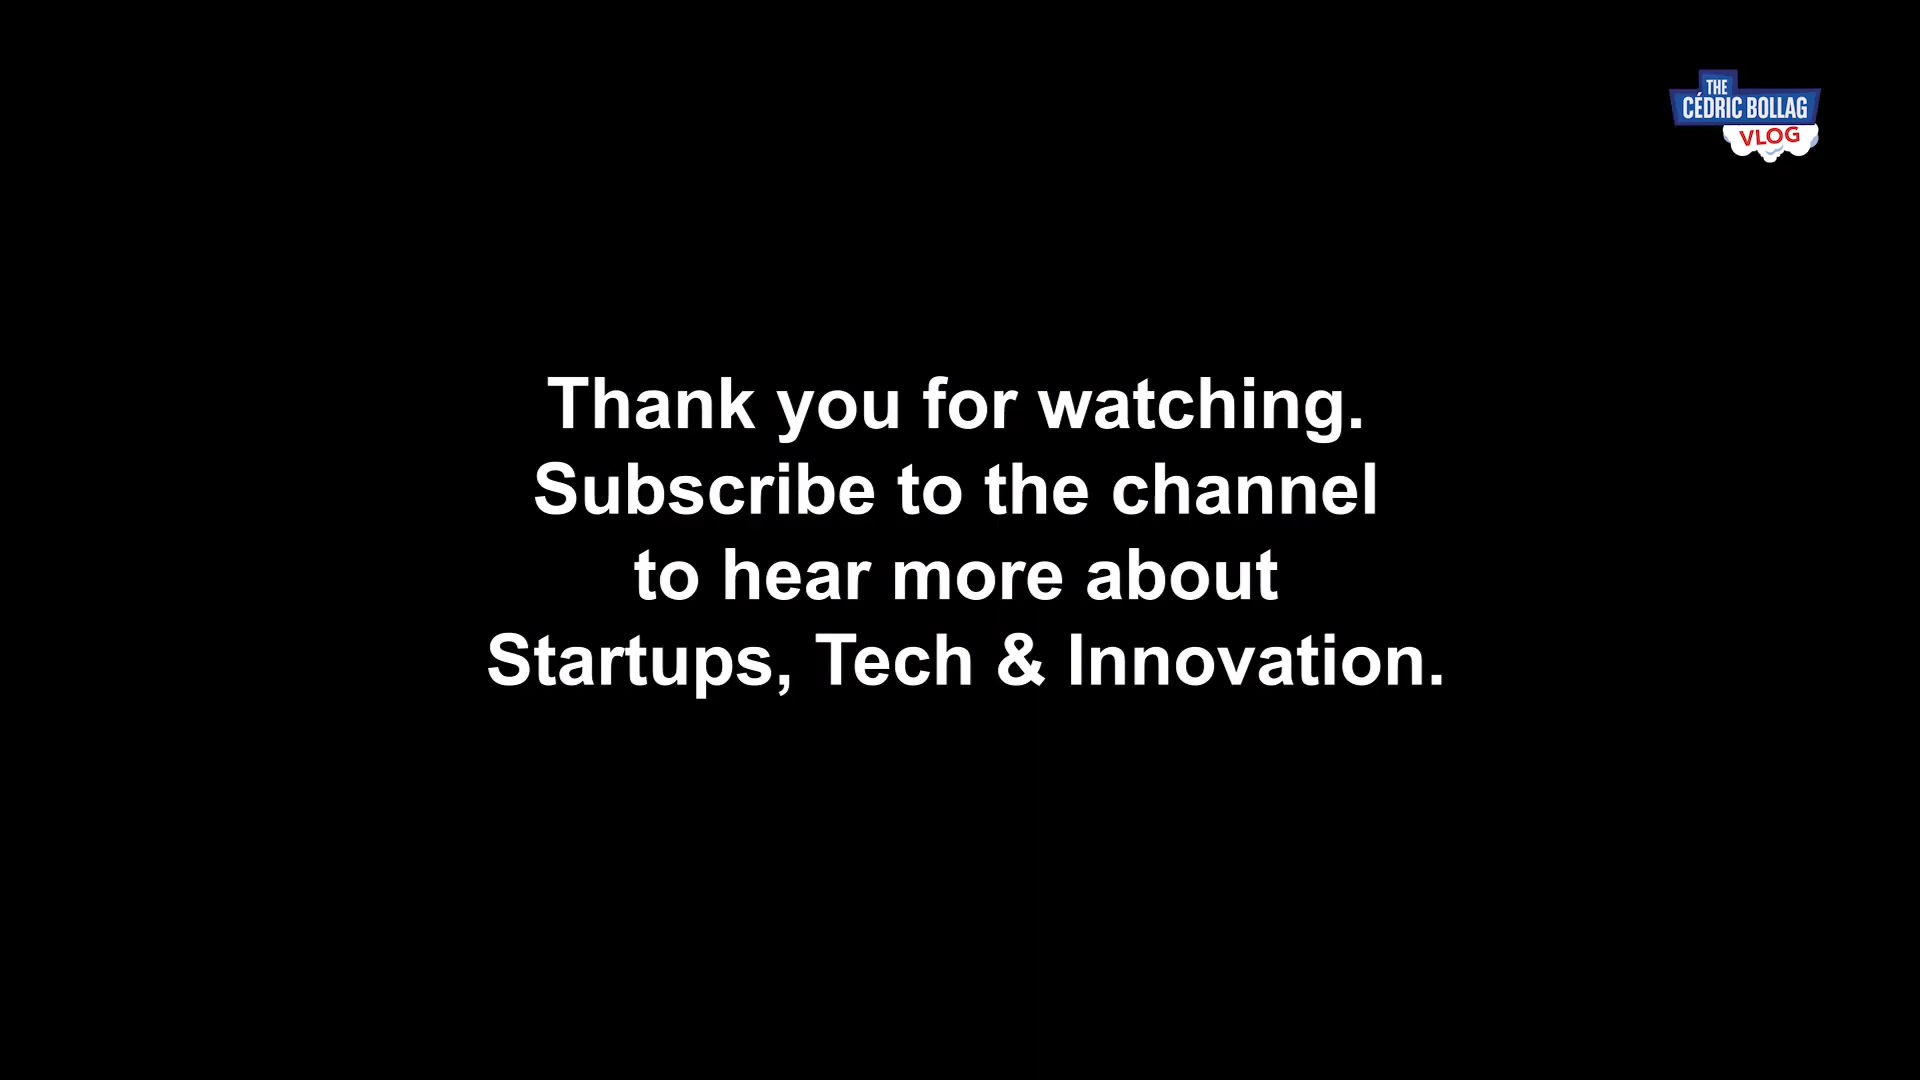 THE
CÉDRIC BOLLAG
VLOG
Thank you for watching.
Subscribe to the channel
to hear more about
Startups, Tech & Innovation.